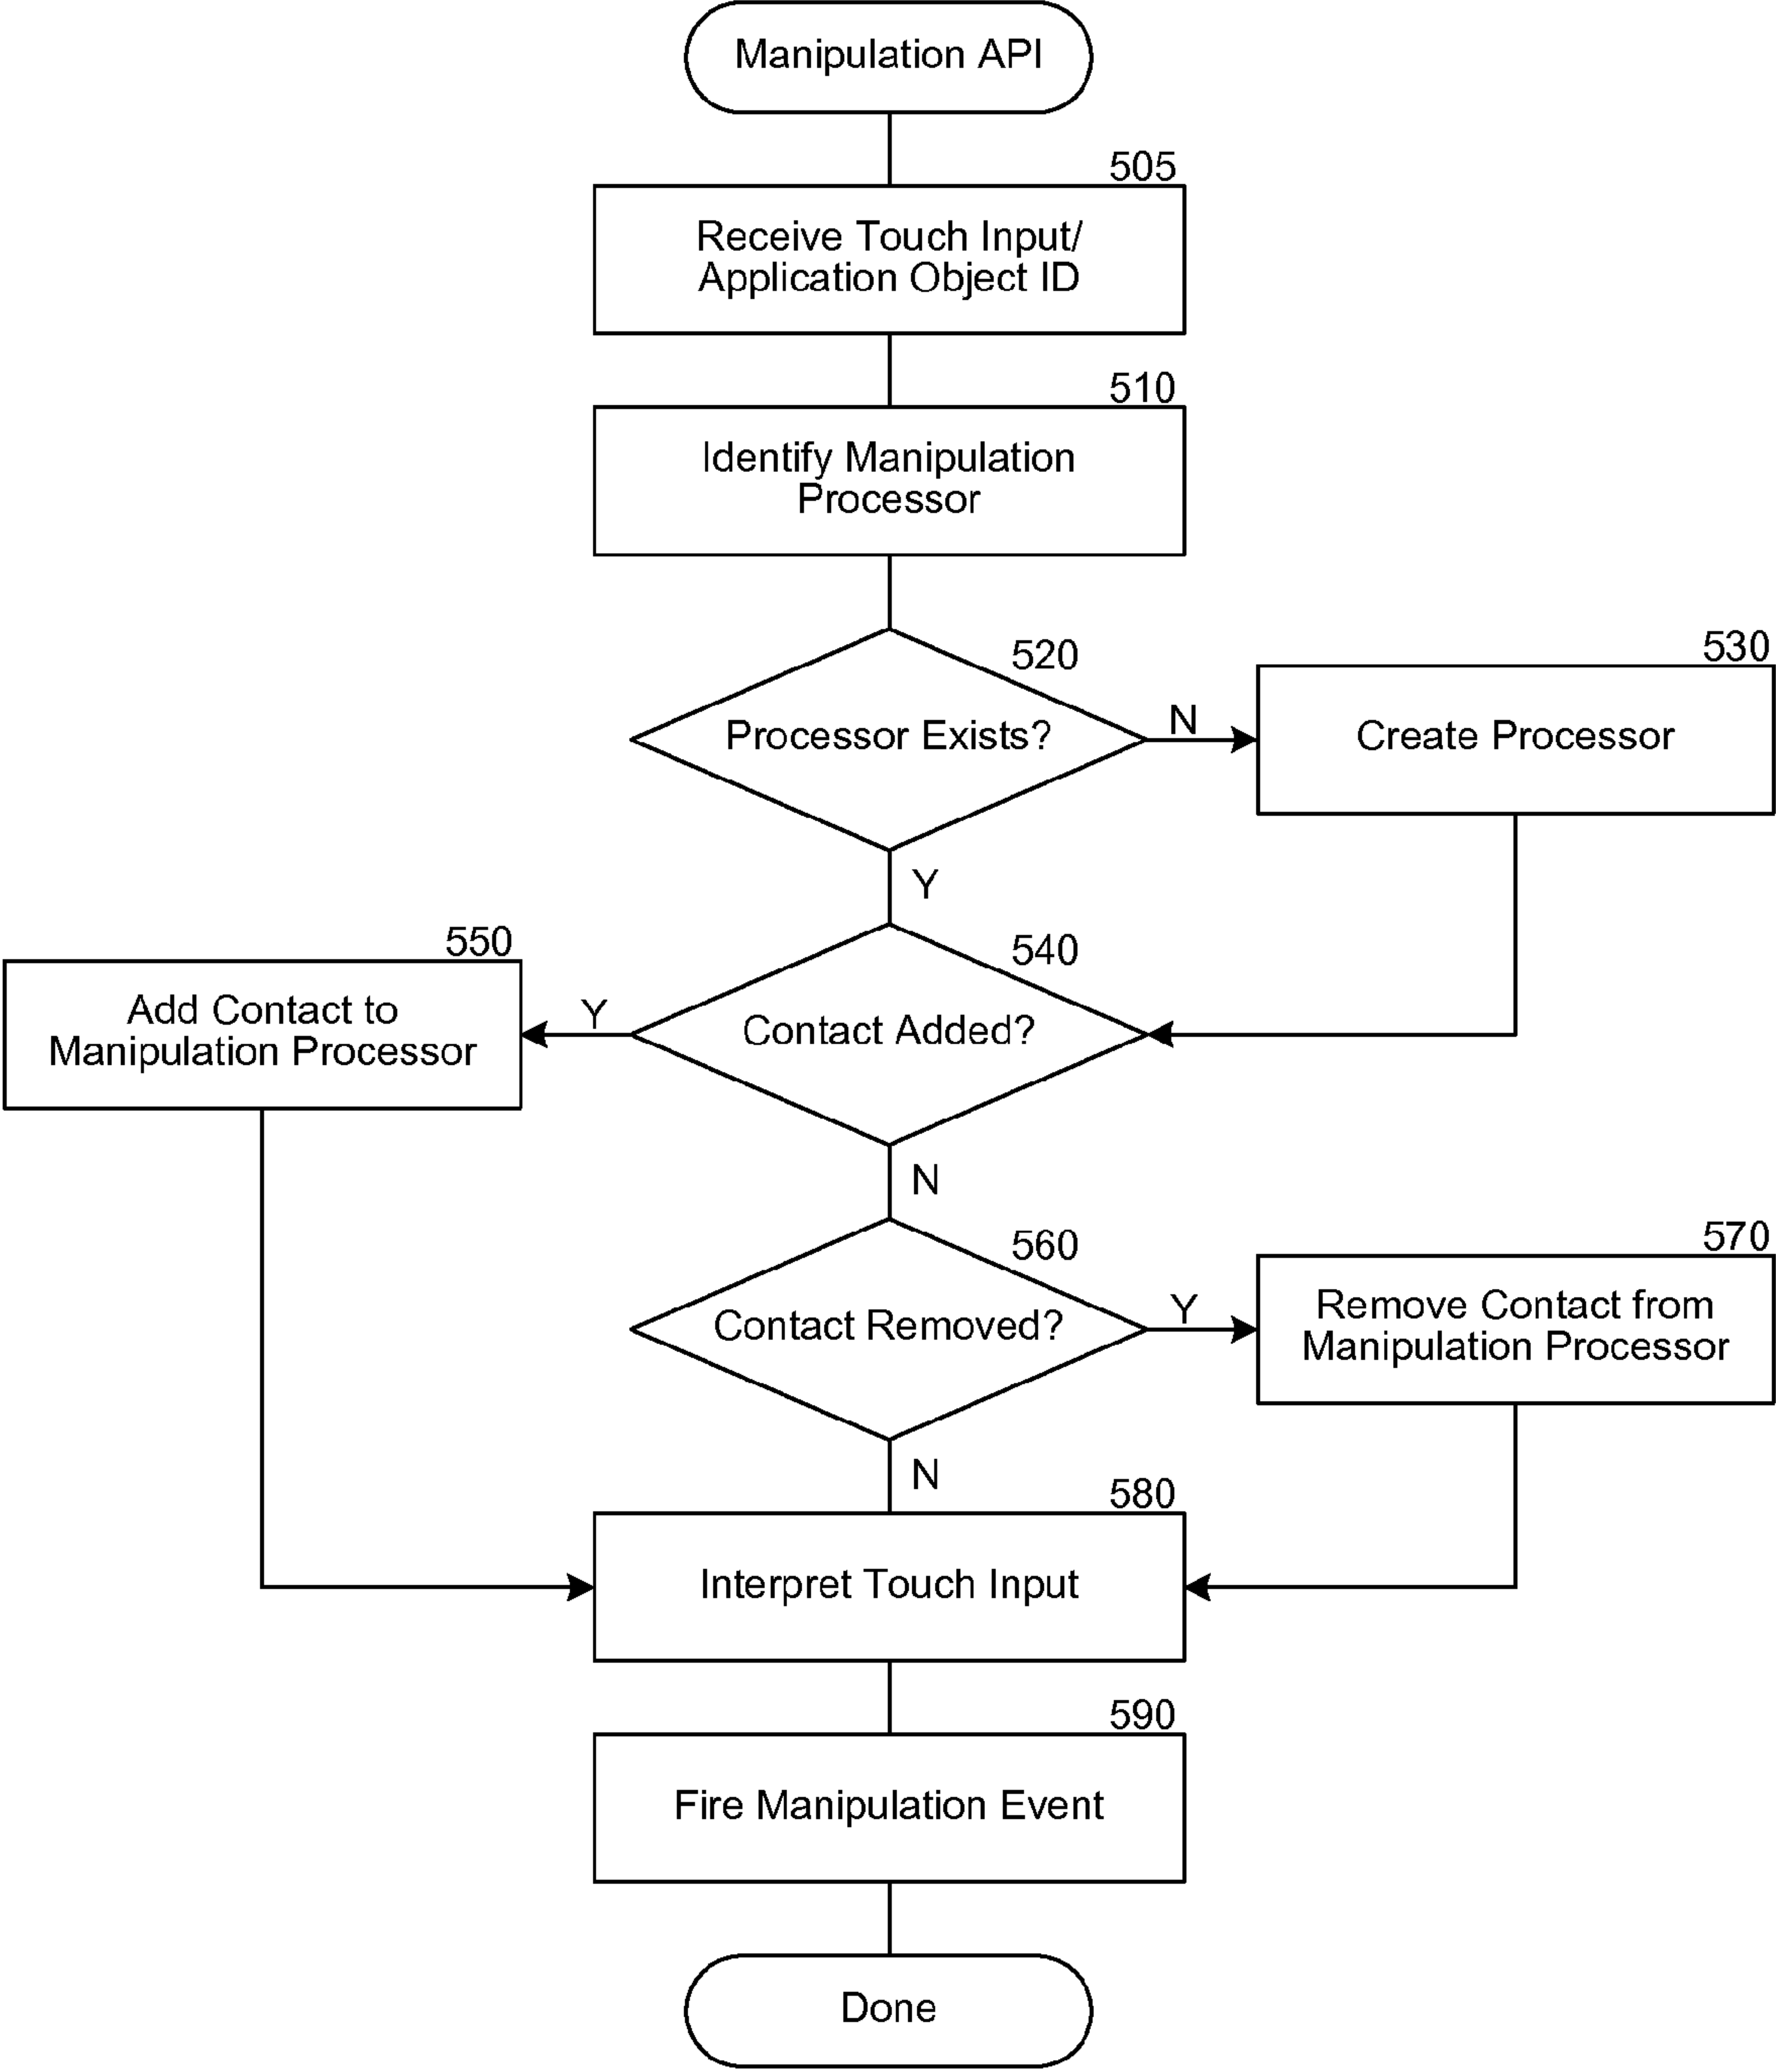 Manipulation API
505
Receive Touch Input/
Application Object ID
510
Identify Manipulation
Processor
520
Processor Exists?
N
530
Create Processor
Y
540
Contact Added?
Y
550
Add Contact to
Manipulation Processor
N
560
Contact Removed?
Y
570
Remove Contact from
Manipulation Processor
N
580
Interpret Touch Input
590
Fire Manipulation Event
Done